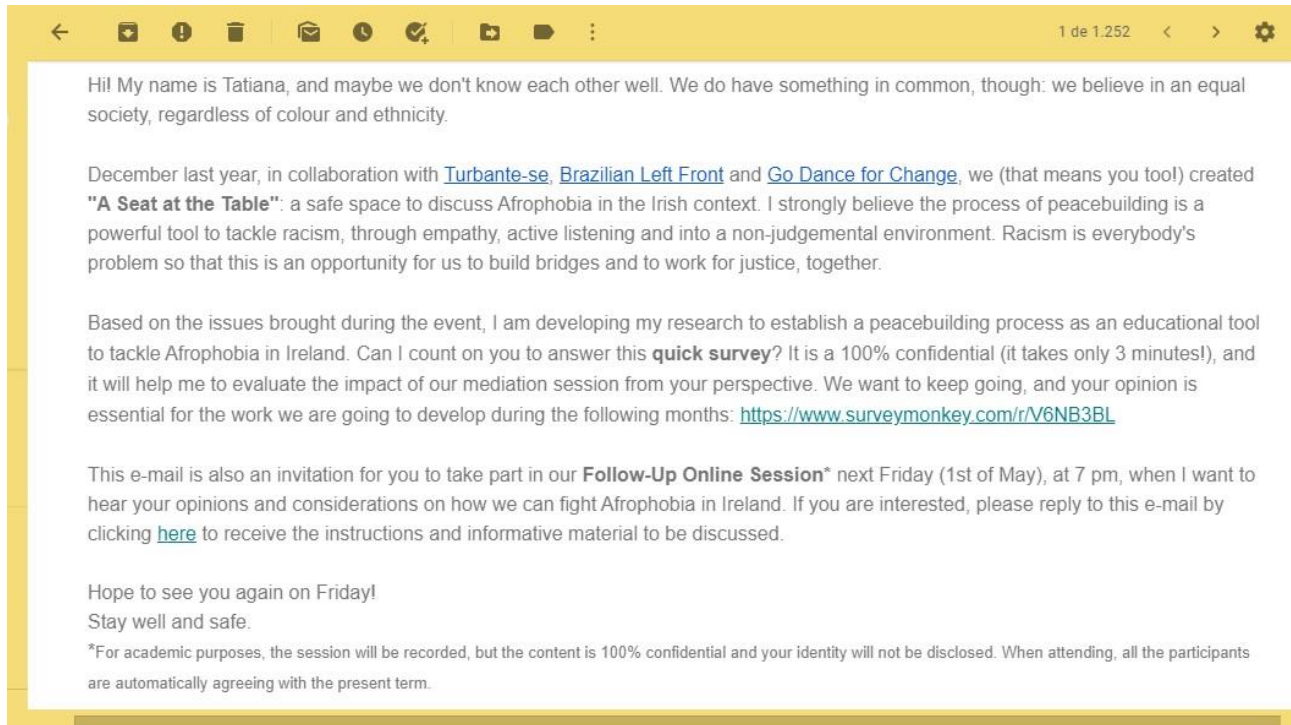 1 de 1.252
Hi! My name is Tatiana, and maybe we don't know each other well. We do have something in common, though: we believe in an equal
society, regardless of colour and ethnicity.
December last year, in collaboration with Turbante-se, Brazilian Left Front and Go Dance for Change, we (that means you too!) created
"A Seat at the Table": a safe space to discuss Afrophobia in the Irish context. I strongly believe the process of peacebuilding is a
powerful tool to tackle racism, through empathy, active listening and into a non-judgemental environment. Racism is everybody's
problem so that this is an opportunity for us to build bridges and to work for justice, together.
Based on the issues brought during the event, I am developing my research to establish a peacebuilding process as an educational tool
to tackle Afrophobia in Ireland. Can I count on you to answer this quick survey? It is a 100% confidential (it takes only 3 minutes!), and
it will help me to evaluate the impact of our mediation session from your perspective. We want to keep going, and your opinion is
essential for the work we are going to develop during the following months: https://www.surveymonkey.com/r/V6NB3BL
This e-mail is also an invitation for you to take part in our Follow-Up Online Session* next Friday (1st of May), at 7 pm, when I want to
hear your opinions and considerations on how we can fight Afrophobia in Ireland. If you are interested, please reply to this e-mail by
clicking here to receive the instructions and informative material to be discussed.
Hope to see you again on Friday!
Stay well and safe.
*For academic purposes, the session will be recorded, but the content is 100% confidential and your identity will not be disclosed. When attending, all the participants
are automatically agreeing with the present term.